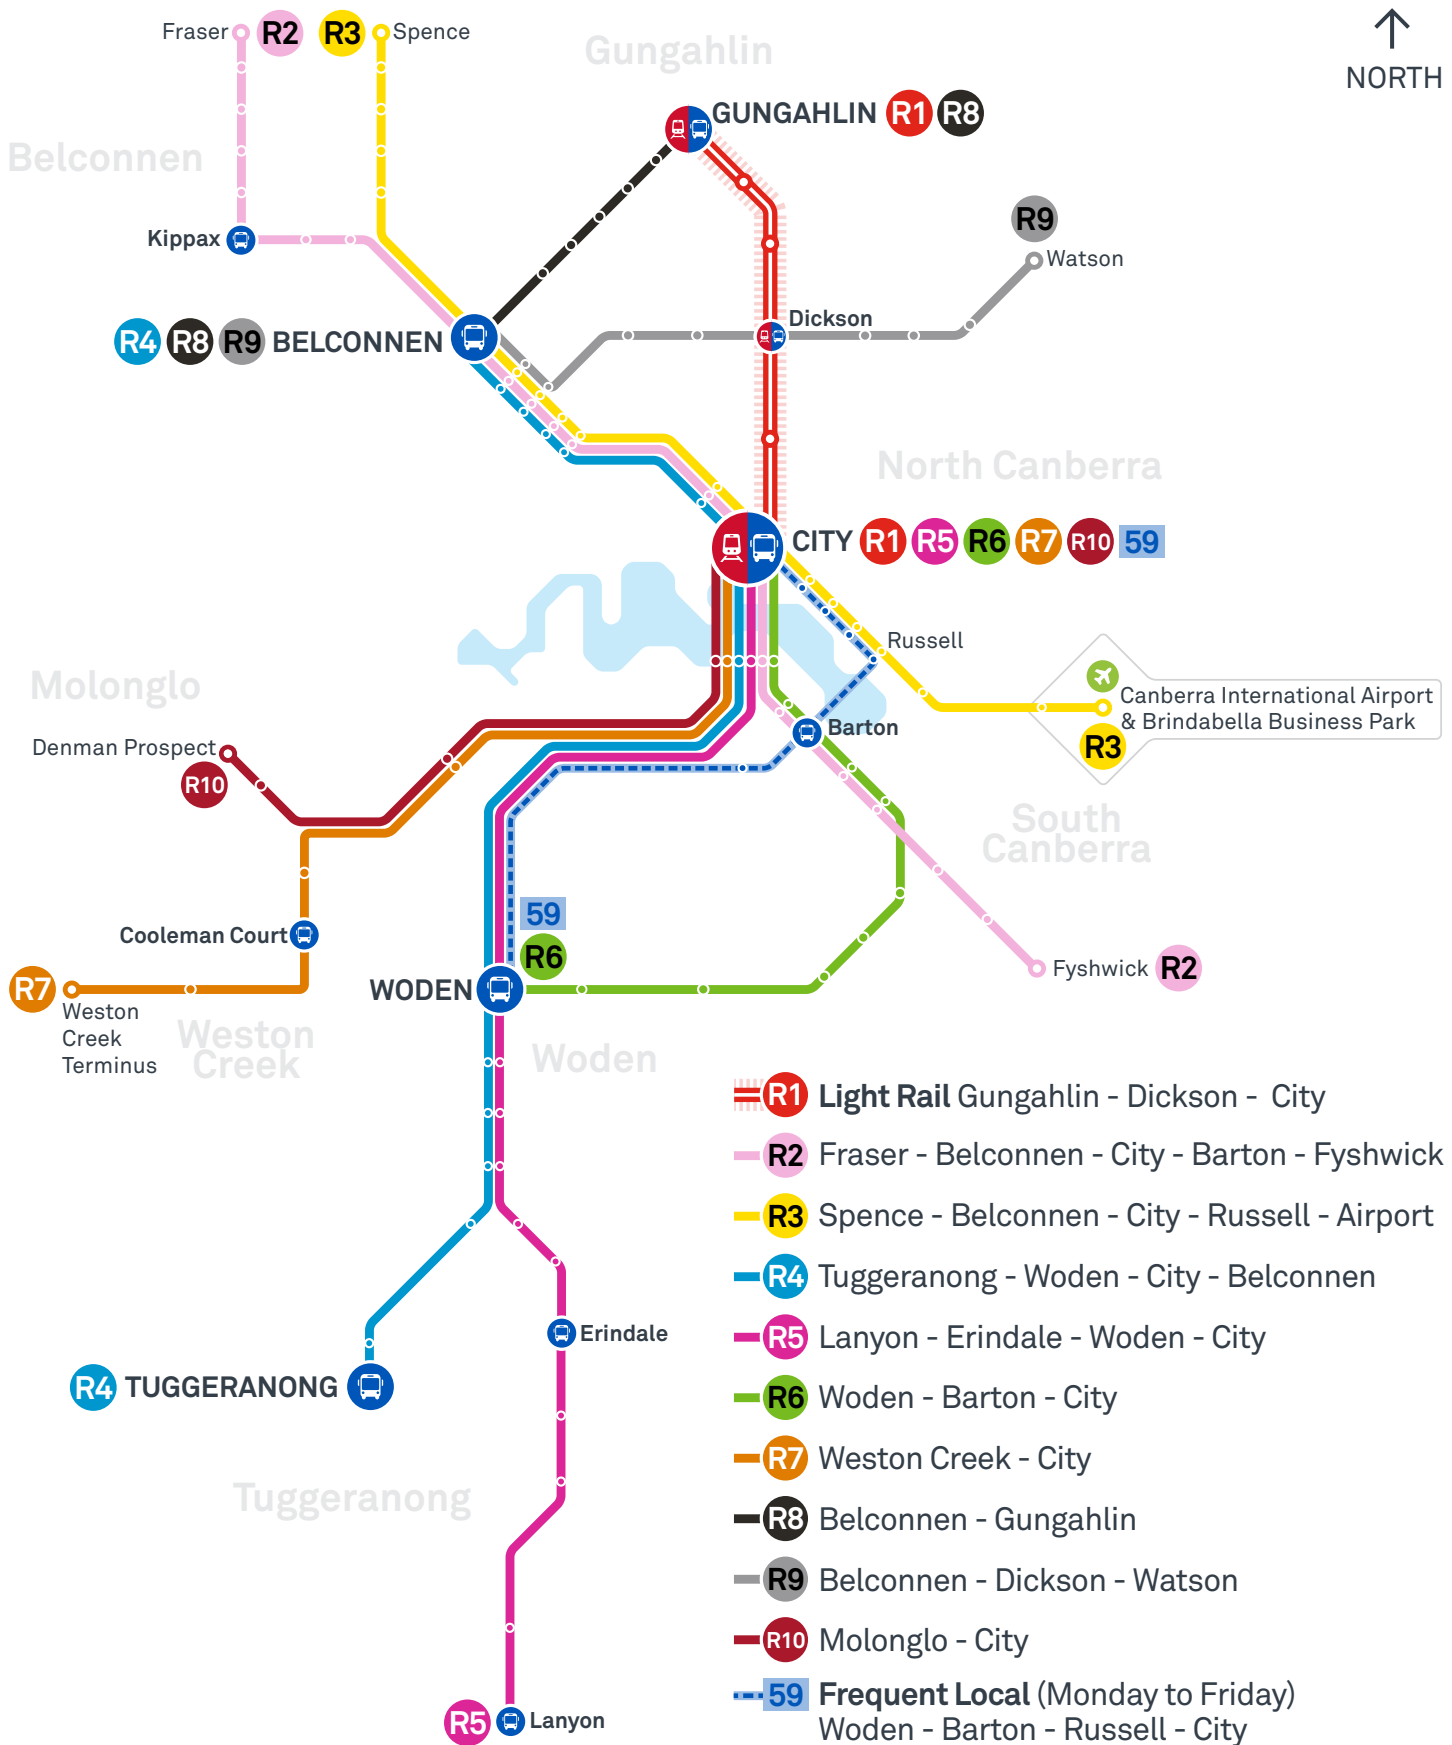 Fraser R2 R3 Spence
Gungahlin
NORTH
GUNGAHLIN R1 R8
Belconnen
R9
Kippax
Watson
Dickson
R4 R8 R9 BELCONNEN
North Canberra
CITY R1 R5 R6 R7 R10 59
Russell
Molonglo
Canberra International Airport
& Brindabella Business Park
R3
Barton
Denman Prospect
R10
South
Canberra
59
Cooleman Court
R6
Fyshwick R2
R7
WODEN
Weston
Creek
Terminus
Weston
Creek
Woden
Erindale
R4 TUGGERANONG
Tuggeranong
R5 Lanyon
R1 Light Rail Gungahlin - Dickson - City
R2 Fraser - Belconnen - City - Barton - Fyshwick
R3 Spence - Belconnen - City - Russell - Airport
R4 Tuggeranong - Woden - City - Belconnen
R5 Lanyon - Erindale - Woden - City
R6 Woden - Barton - City
R7 Weston Creek - City
R8 Belconnen - Gungahlin
R9 Belconnen - Dickson - Watson
R10 Molonglo - City
59 Frequent Local (Monday to Friday)
Woden - Barton - Russell - City